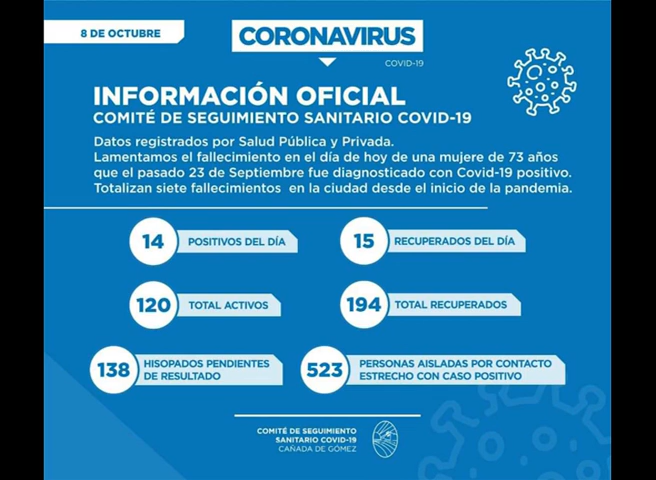 8 DE OCTUBRE
CORONAVIRUS
COVID-19
INFORMACIÓN OFICIAL
COMITÉ DE SEGUIMIENTO SANITARIO COVID-19
Datos registrados por Salud Pública y Privada.
Lamentamos el fallecimiento en el día de hoy de una mujere de 73 años
que el pasado 23 de Septiembre fue diagnosticado con Covid-19 positivo.
Totalizan siete fallecimientos en la ciudad desde el inicio de la pandemia.
14 POSITIVOS DEL DÍA
15 RECUPERADOS DEL DÍA
120 TOTAL ACTIVOS
194 TOTAL RECUPERADOS
138 HISOPADOS PENDIENTES
DE RESULTADO
523 PERSONAS AISLADAS POR CONTACTO
ESTRECHO CON CASO POSITIVO
COMITÉ DE SEGUIMIENTO
SANITARIO COVID-19
CAÑADA DE GÓMEZ